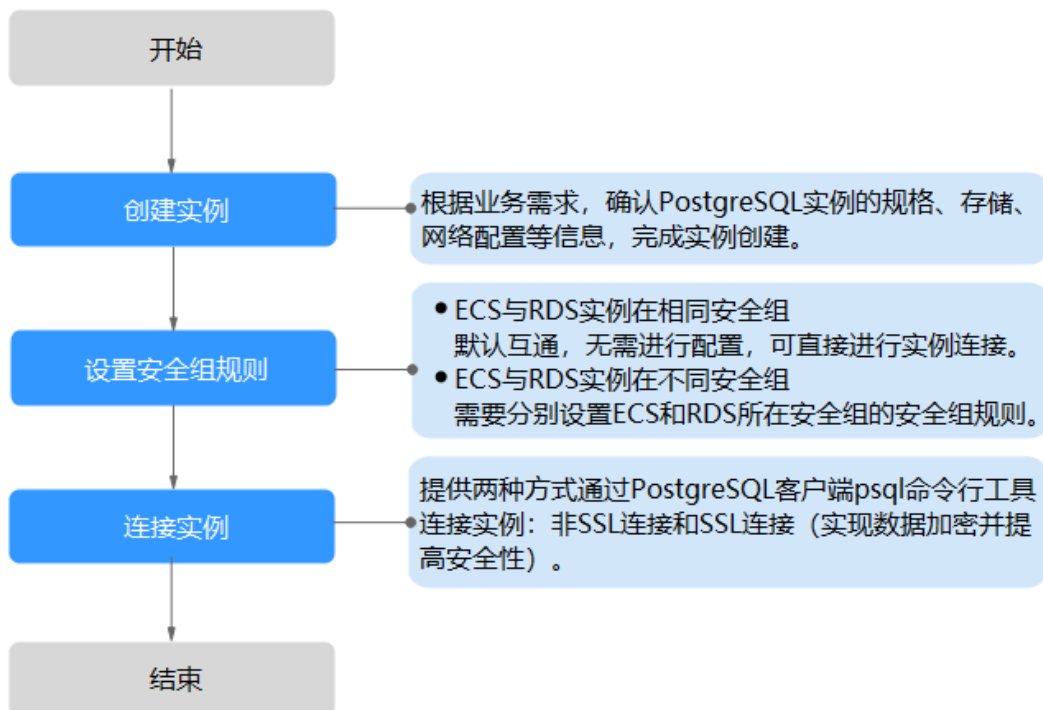 开始
创建实例
根据业务需求，确认PostgreSQL实例的规格、存储、
网络配置等信息，完成实例创建。
设置安全组规则
● ECS与RDS实例在相同安全组
默认互通，无需进行配置，可直接进行实例连接。
● ECS与RDS实例在不同安全组
需要分别设置ECS和RDS所在安全组的安全组规则。
连接实例
提供两种方式通过PostgreSQL客户端psql命令行工具
连接实例：非SSL连接和SSL连接（实现数据加密并提
高安全性）。
结束